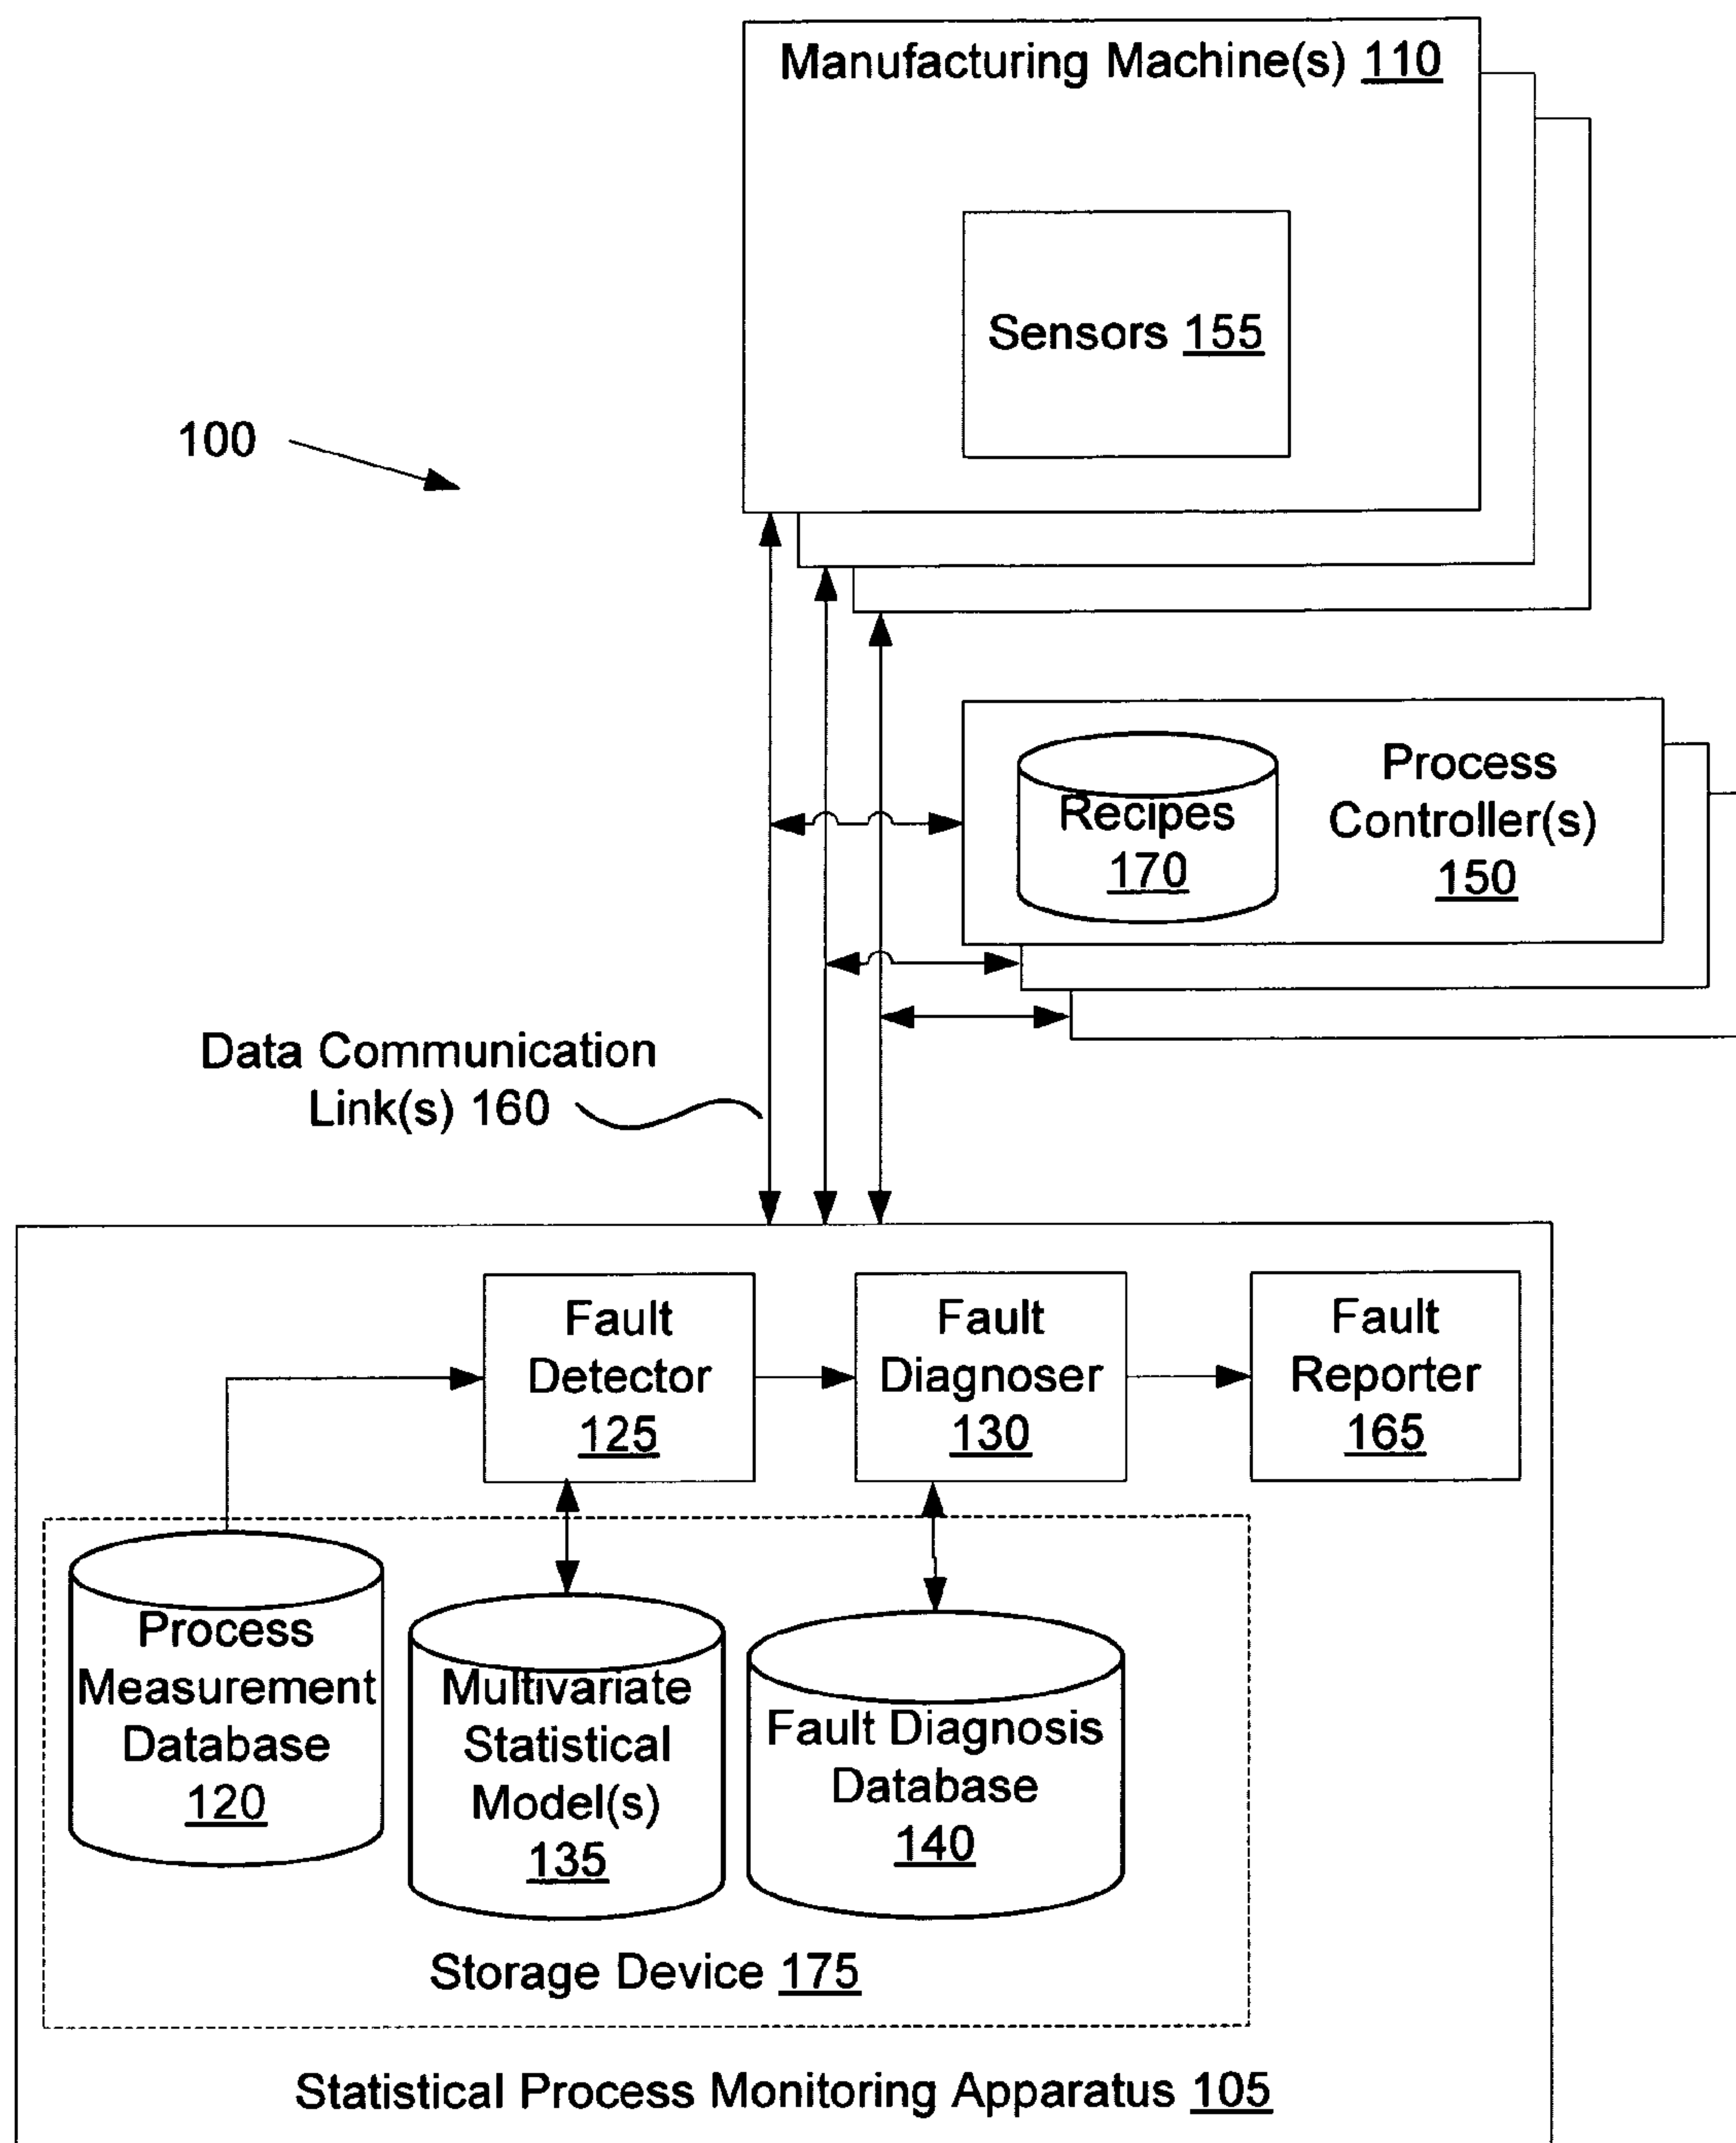 Manufacturing Machine(s) 110
Sensors 155
100
Recipes
170
Process
Controller(s)
150
Data Communication
Link(s) 160
Fault
Detector
125
Fault
Diagnoser
130
Fault
Reporter
165
Process
Measurement
Database
120
Multivariate
Statistical
Model(s)
135
Fault Diagnosis
Database
140
Storage Device 175
Statistical Process Monitoring Apparatus 105